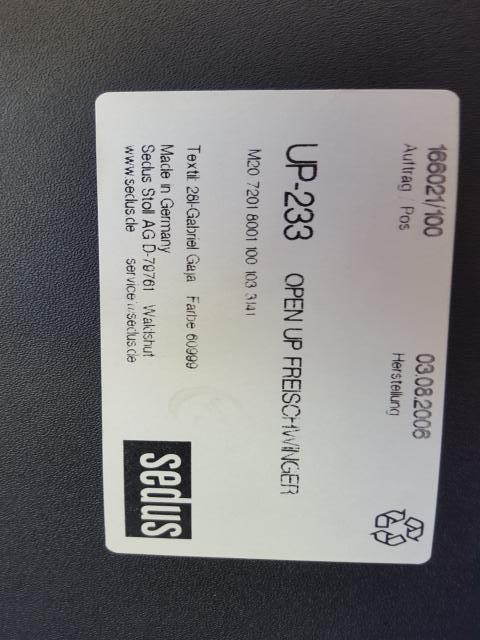 166021/100 03.08.2006
Auftrag / Pos Herstellung
UP-233 OPEN UP FREISCHWINGER
M20 7201 8001 100 103 3141
Textil: 28I-Gabriel Gaja Farbe 60999
Made in Germany
Sedus Stoll AG D-79761 Waldshut
www.sedus.de service@sedus.de
sedus